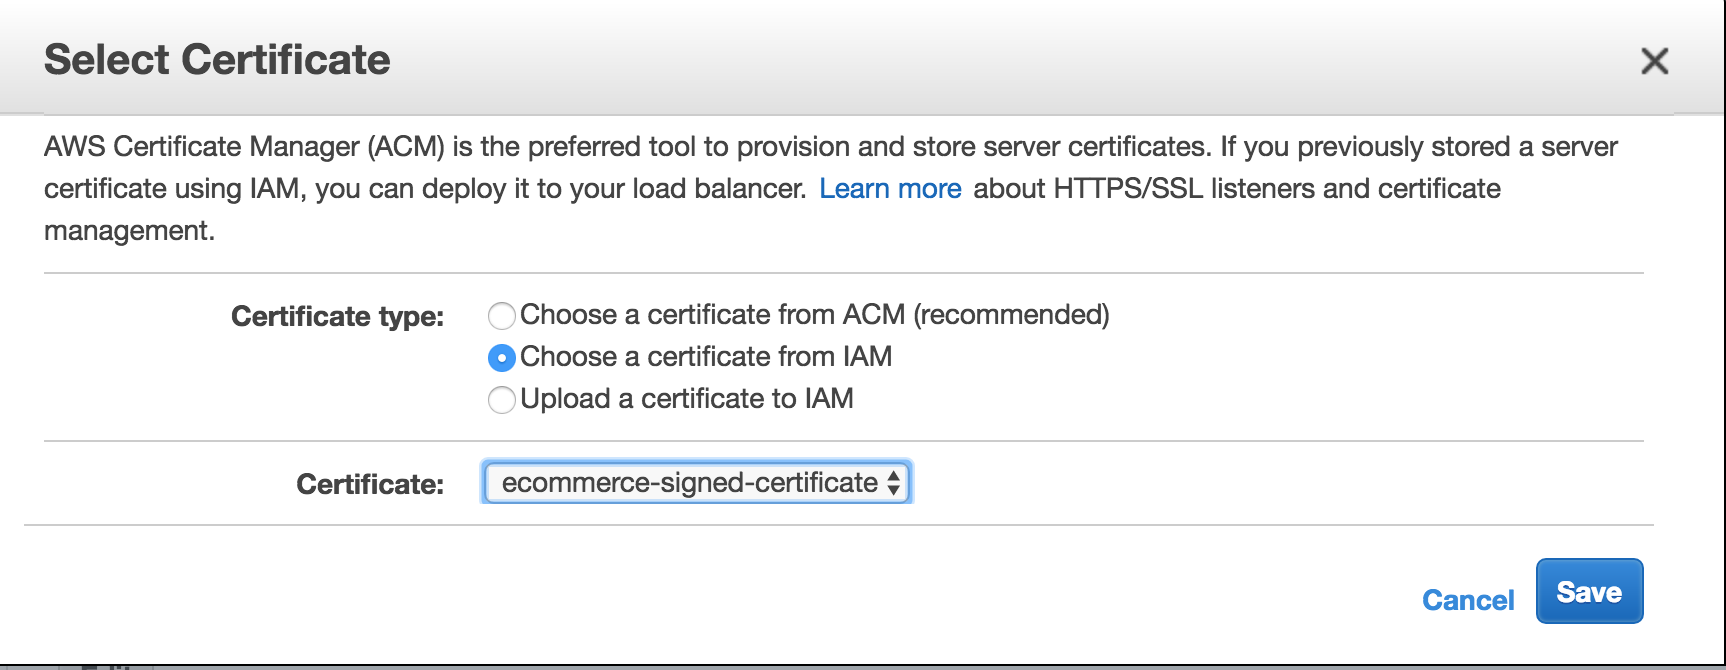 Select Certificate
AWS Certificate Manager (ACM) is the preferred tool to provision and store server certificates. If you previously stored a server
certificate using IAM, you can deploy it to your load balancer. Learn more about HTTPS/SSL listeners and certificate
management.
Certificate type:
Choose a certificate from ACM (recommended)
Choose a certificate from IAM
Upload a certificate to IAM
Certificate:
ecommerce-signed-certificate
Cancel
Save